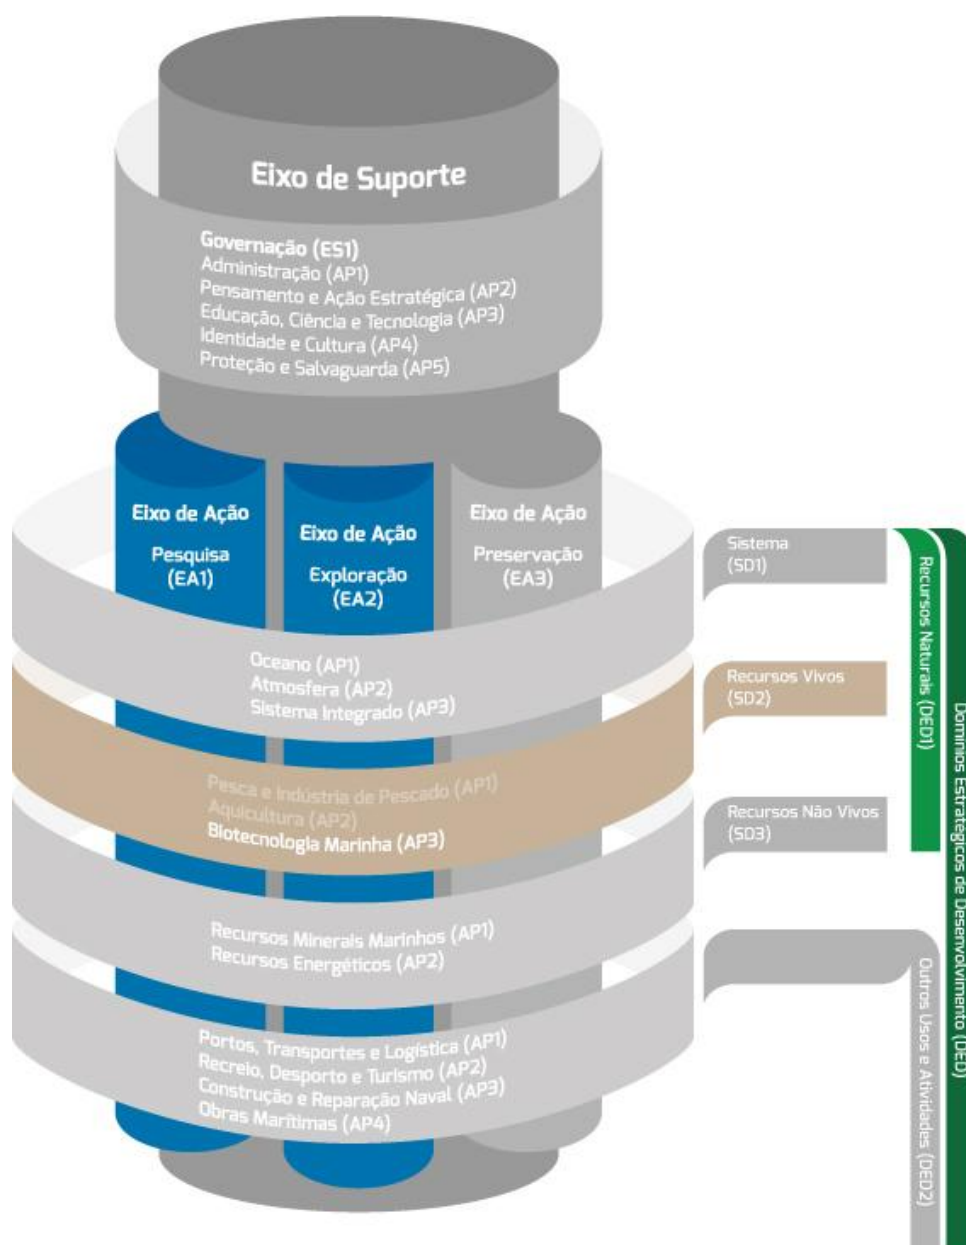 Eixo de Suporte
Governação (ES1)
Administração (AP1)
Pensamento e Ação Estratégica (AP2)
Educação, Ciência e Tecnologia (AP3)
Identidade e Cultura (AP4)
Proteção e Salvaguarda (AP5)
Eixo de Ação
Pesquisa
(EA1)
Eixo de Ação
Exploração
(EA2)
Eixo de Ação
Preservação
(EA3)
Oceano (AP1)
Atmosfera (AP2)
Sistema Integrado (AP3)
Pesca e Indústria de Pescado (AP1)
Aquicultura (AP2)
Biotecnologia Marinha (AP3)
Recursos Minerais Marinhos (AP1)
Recursos Energéticos (AP2)
Portos, Transportes e Logística (AP1)
Recreio, Desporto e Turismo (AP2)
Construção e Reparação Naval (AP3)
Obras Marítimas (AP4)
Sistema
(SD1)
Recursos Vivos
(SD2)
Recursos Não Vivos
(SD3)
Recursos Naturais (DED1)
Outros Usos e Atividades (DED2)
Domínios Estratégicos de Desenvolvimento (DED)